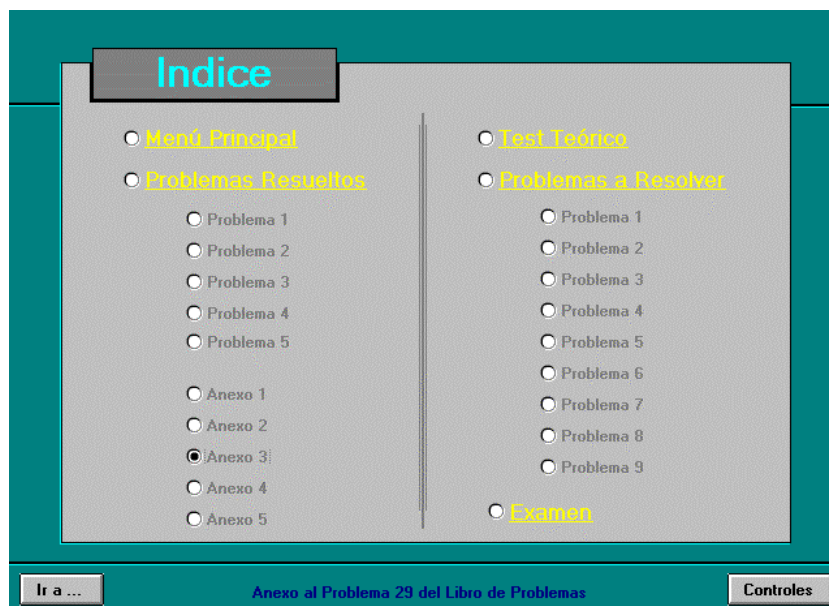 Indice
Menú Principal
Problemas Resueltos
Problema 1
Problema 2
Problema 3
Problema 4
Problema 5
Anexo 1
Anexo 2
Anexo 3
Anexo 4
Anexo 5
Test Teórico
Problemas a Resolver
Problema 1
Problema 2
Problema 3
Problema 4
Problema 5
Problema 6
Problema 7
Problema 8
Problema 9
Examen
Ir a ...
Anexo al Problema 29 del Libro de Problemas
Controles